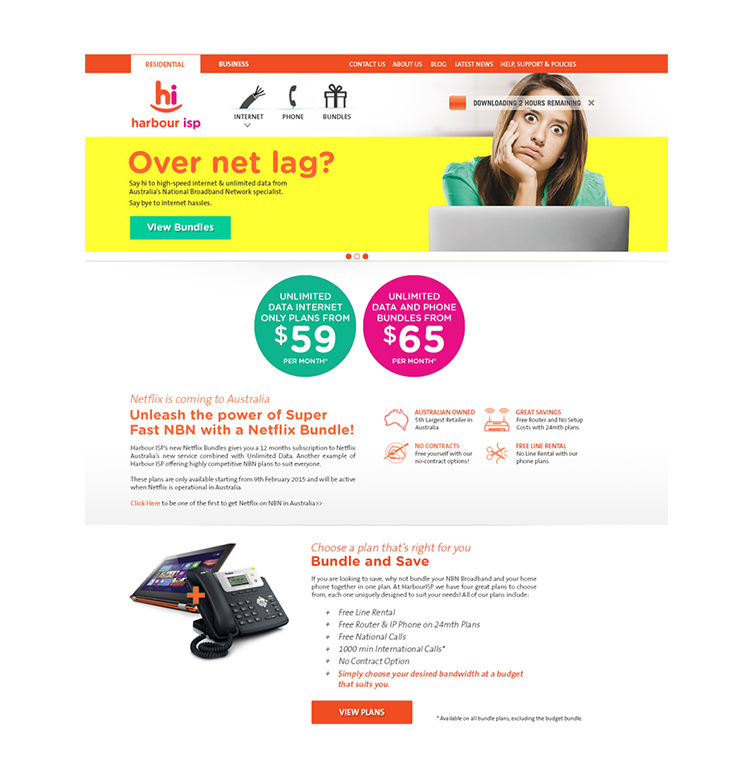 RESIDENTIAL
BUSINESS
CONTACT US ABOUT US BLOG LATEST NEWS HELP, SUPPORT & POLICIES
hi
harbour isp
INTERNET
PHONE
BUNDLES
DOWNLOADING 2 HOURS REMAINING
Over net lag?
Say hi to high-speed internet & unlimited data from
Australia's National Broadband Network specialist.
Say bye to internet hassles.
View Bundles
UNLIMITED
DATA INTERNET
ONLY PLANS FROM
$59
PER MONTH*
UNLIMITED
DATA AND PHONE
BUNDLES FROM
$65
PER MONTH*
Netflix is coming to Australia
Unleash the power of Super
Fast NBN with a Netflix Bundle!
Harbour ISP's new Netflix Bundles gives you a 12 months subscription to Netflix
Australia's new service combined with Unlimited Data. Another example of
Harbour ISP offering highly competitive NBN plans to suit everyone.
These plans are only available starting from 9th February 2015 and will be active
when Netflix is operational in Australia.
Click Here to be one of the first to get Netflix on NBN in Australia>>
AUSTRALIAN OWNED
5th Largest Retailer in
Australia
GREAT SAVINGS
Free Router and No Setup
Costs with 24mth plans.
NO CONTRACTS
Free yourself with our
no-contract options!
FREE LINE RENTAL
No Line Rental with our
phone plans
Choose a plan that's right for you
Bundle and Save
If you are looking to save, why not bundle your NBN Broadband and your home
phone together in one plan. At HarbourISP we have four great plans to choose
from, each one uniquely designed to suit your needs! All of our plans include:
+ Free Line Rental
+ Free Router & IP Phone on 24mth Plans
+ Free National Calls
+ 1000 min International Calls*
+ No Contract Option
+ Simply choose your desired bandwidth at a budget
that suits you.
VIEW PLANS
* Available on all bundle plans, excluding the budget bundle.